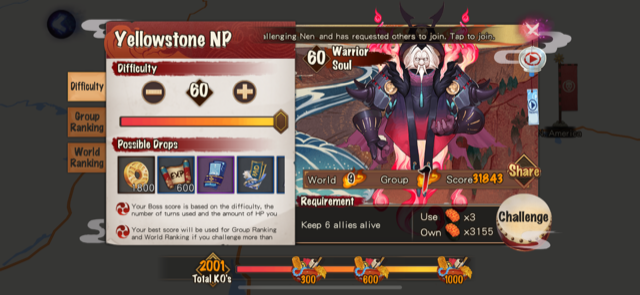 Yellowstone NP
allenging Nen and has requested others to join. Tap to join.
Difficulty
60
Possible Drops
1800
EXP
600
Your Boss score is based on the difficulty, the
number of turns used and the amount of HP you
Your best score will be used for Group Ranking
and World Ranking if you challenge more than
Difficulty
Group
Ranking
World
Ranking
60 Warrior
Soul
America
World 9 Group Score31843
Share
Requirement
Keep 6 allies alive
Use x3
Own x3155
Challenge
2001
Total KO's
300
600
1000